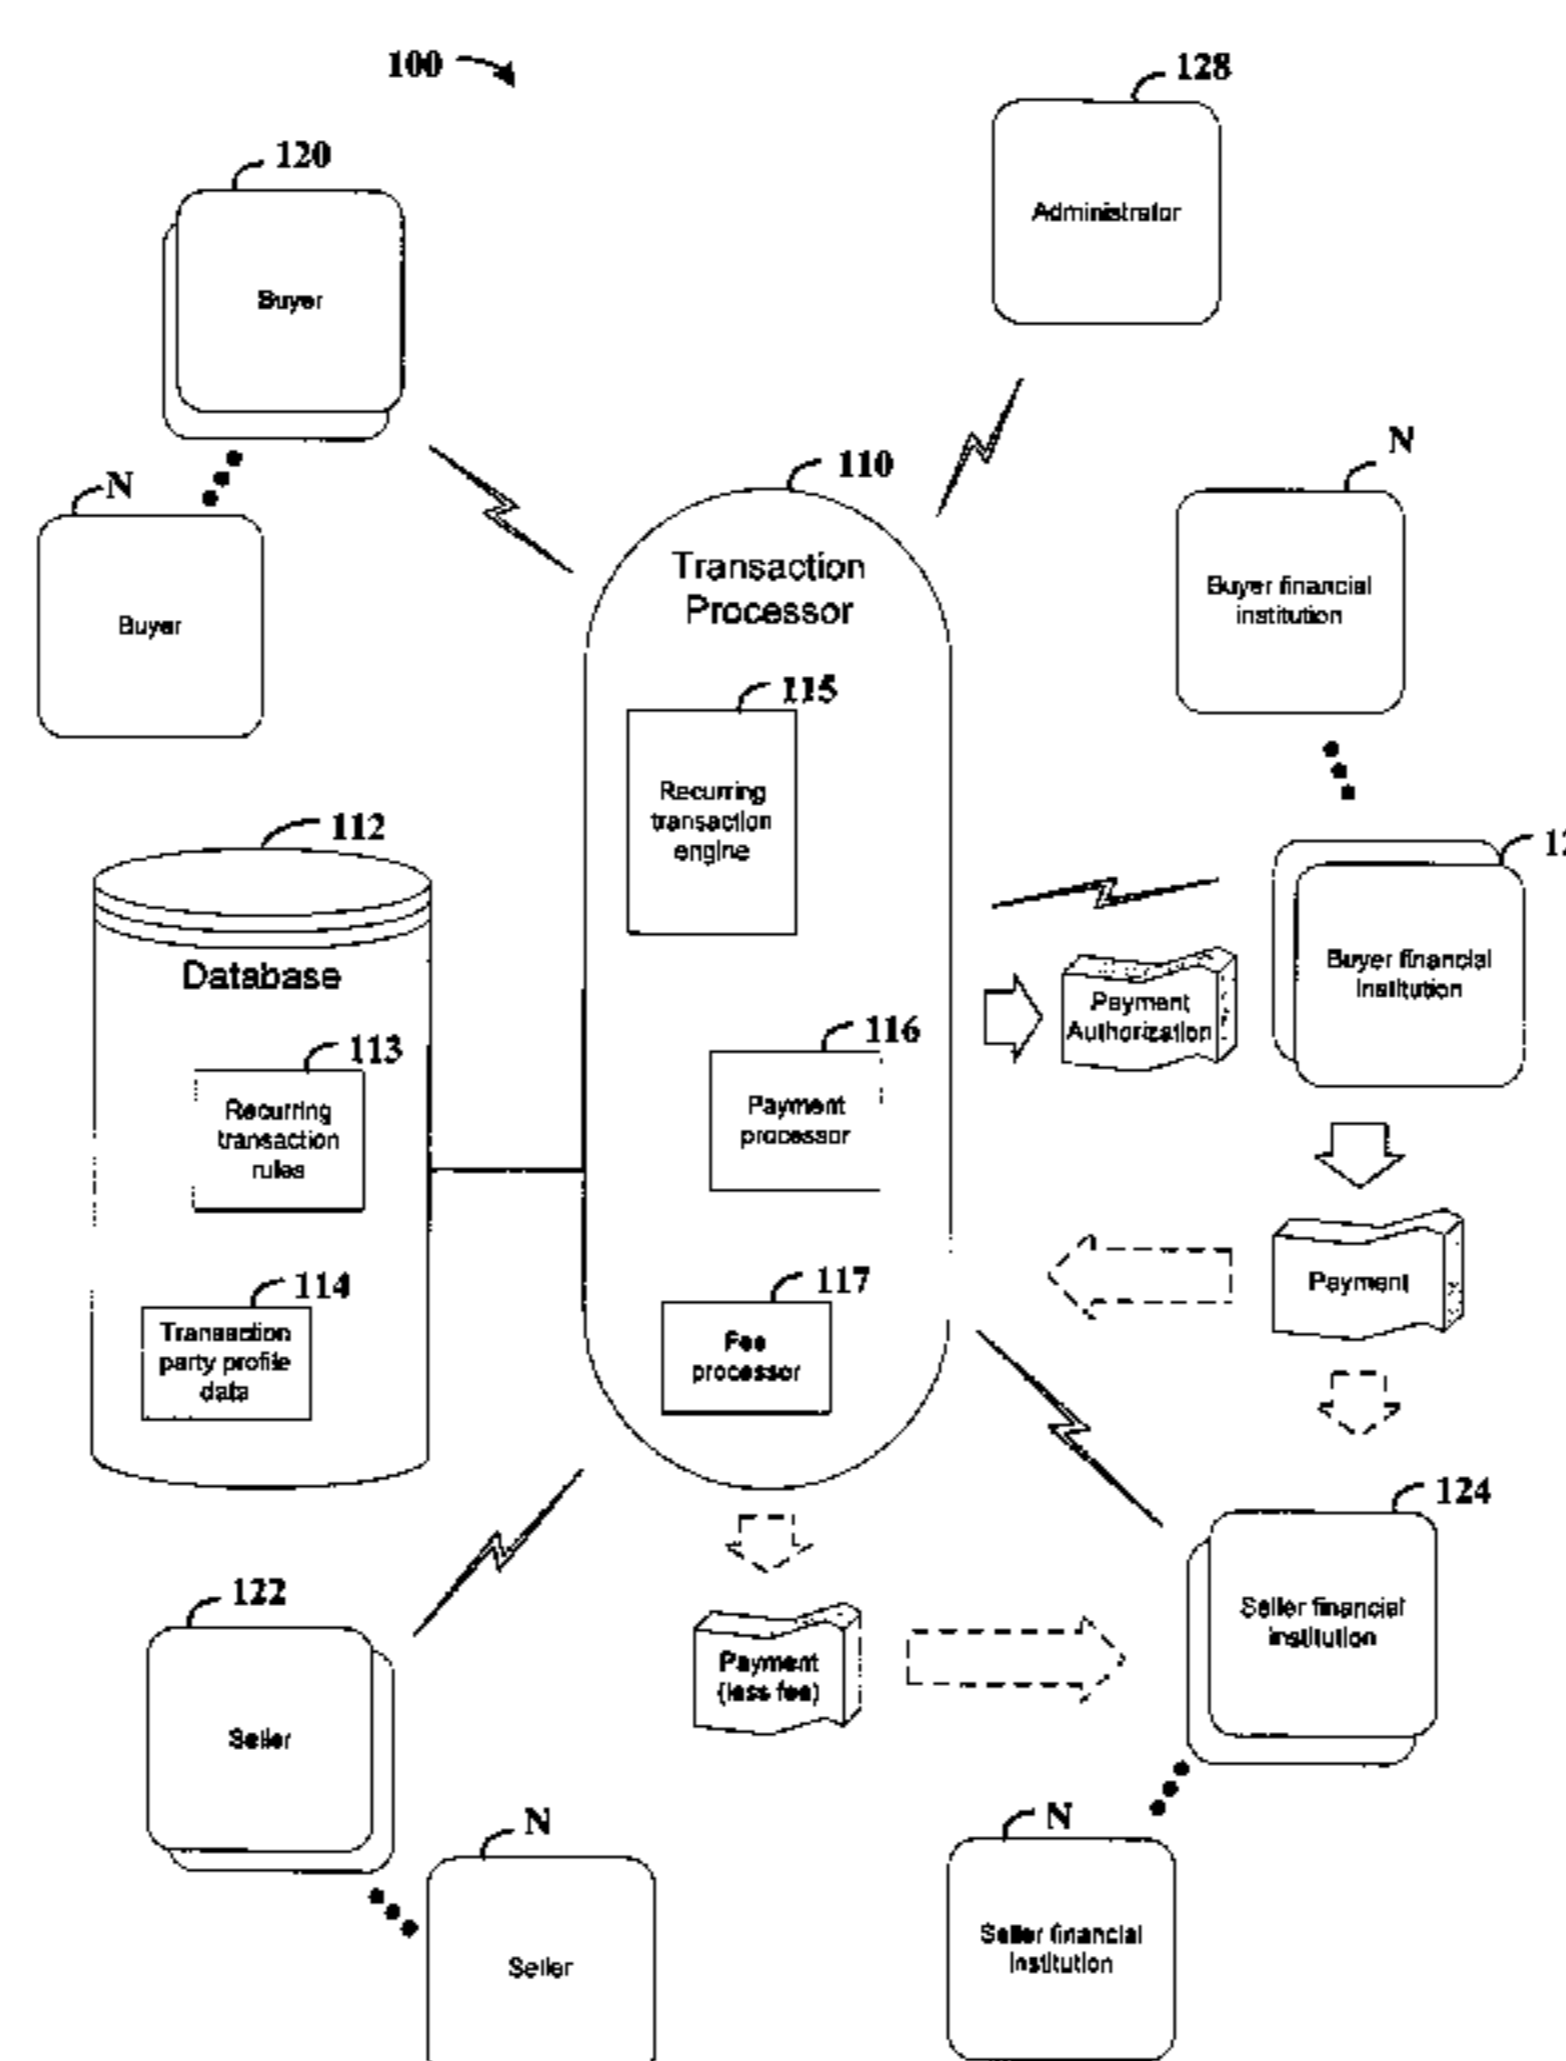 100
128
120
Administrator
Buyer
N
110
N
Transaction
Processor
Buyer financial
institution
Buyer
115
Recurring
transaction
engine
112
Database
Buyer financial
institution
Payment
Authorization
116
113
Payment
processor
Recurring
transaction
rules
114
117
Payment
Transaction
party profile
data
Fee
processor
124
122
Seller financial
institution
Payment
(less fee)
Seller
N
N
Seller financial
institution
Seller